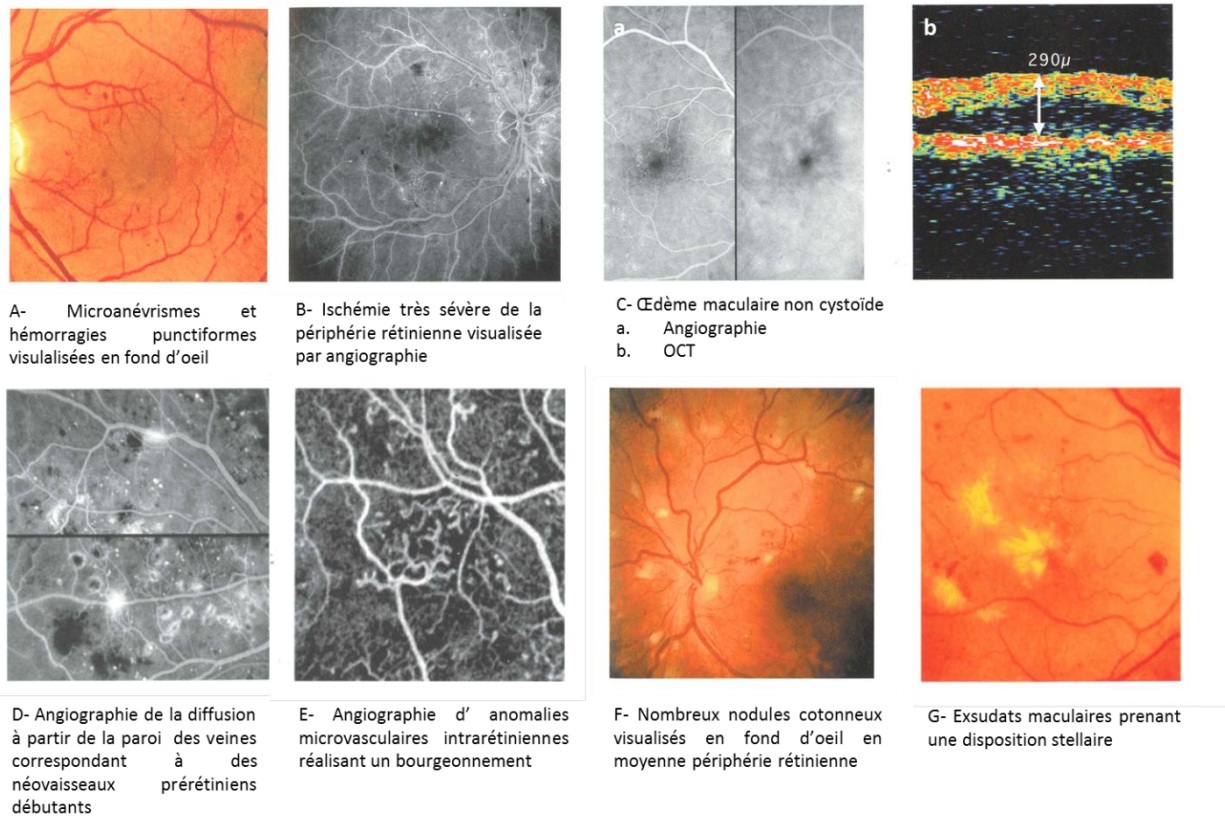 a
b
290µ
A- Microanévrismes et
hémorragies punctiformes
visulalisées en fond d'oeil
B- Ischémie très sévère de la
périphérie rétinienne visualisée
par angiographie
C- Œdème maculaire non cystoïde
a. Angiographie
b. OCT
D- Angiographie de la diffusion
à partir de la paroi des veines
correspondant à des
néovaisseaux prérétiniens
débutants
E- Angiographie d' anomalies
microvasculaires intrarétiniennes
réalisant un bourgeonnement
F- Nombreux nodules cotonneux
visualisés en fond d'oeil en
moyenne périphérie rétinienne
G- Exsudats maculaires prenant
une disposition stellaire